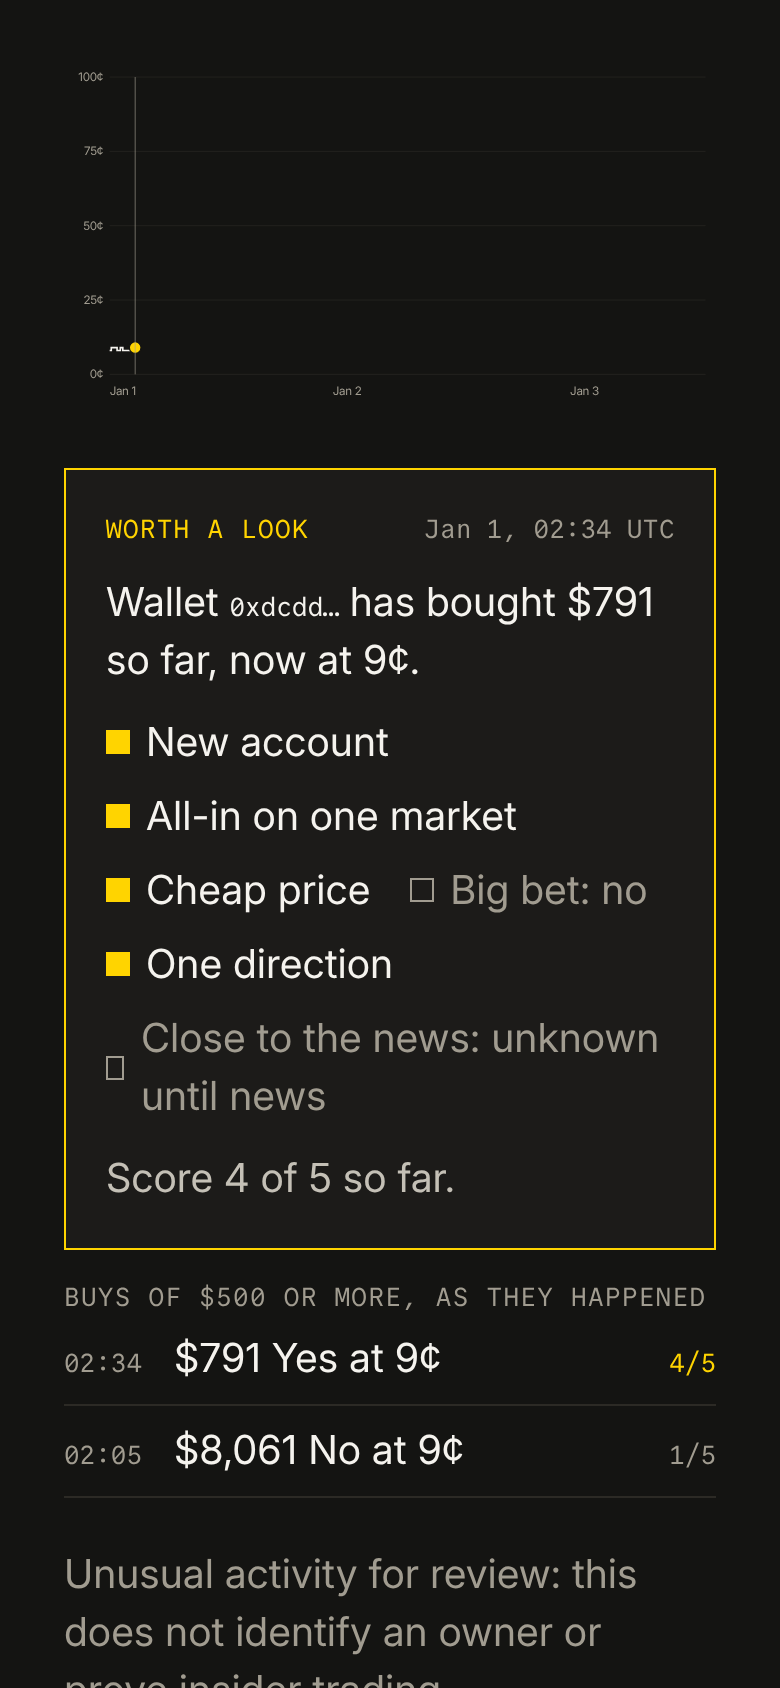 100¢
75¢
50¢
25¢
0¢
Jan 1 Jan 2 Jan 3
WORTH A LOOK Jan 1, 02:34 UTC
Wallet 0xdcdd… has bought $791
so far, now at 9¢.
New account
All-in on one market
Cheap price Big bet: no
One direction
Close to the news: unknown
until news
Score 4 of 5 so far.
BUYS OF $500 OR MORE, AS THEY HAPPENED
02:34 $791 Yes at 9¢ 4/5
02:05 $8,061 No at 9¢ 1/5
Unusual activity for review: this
does not identify an owner or
prove insider trading